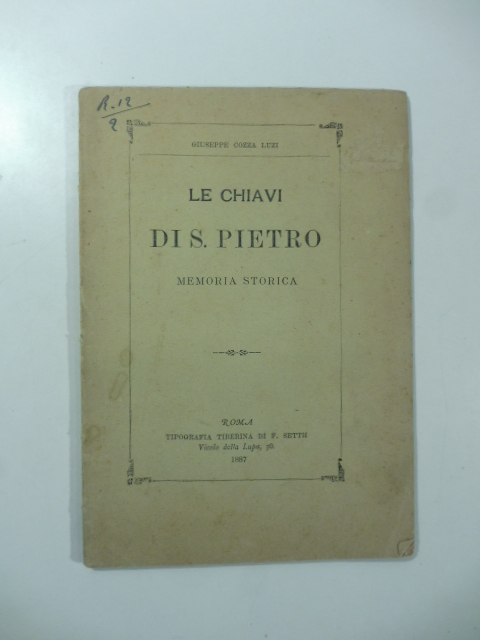 R. 12
2
GIUSEPPE COZZA LUZI
LE CHIAVI
DI S. PIETRO
MEMORIA STORICA
ROMA
TIPOGRAFIA TIBERINA DI F. SETTH
Vicolo della Lupa, 30.
1887